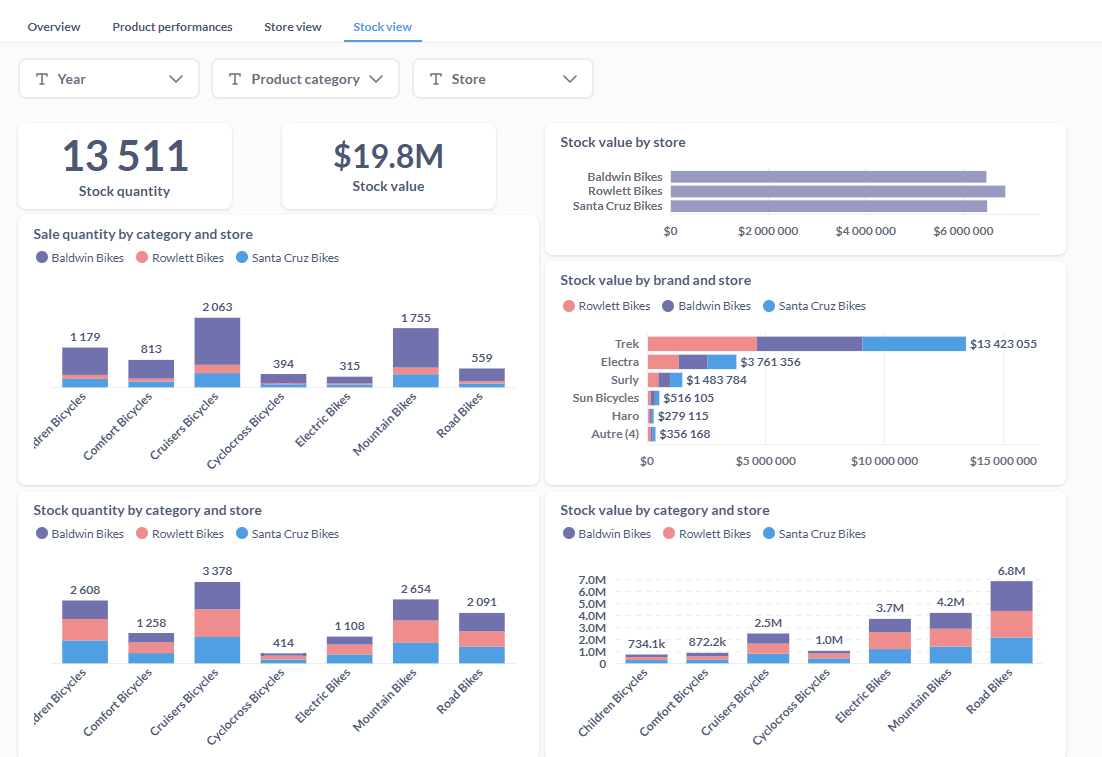 Overview Product performances Store view Stock view
Year Product category Store
13 511
Stock quantity
$19.8M
Stock value
Stock value by store
Baldwin Bikes
Rowlett Bikes
Santa Cruz Bikes
$0 $2 000 000 $4 000 000 $6 000 000
Sale quantity by category and store
Baldwin Bikes Rowlett Bikes Santa Cruz Bikes
1 179 813 2 063 394 315 1 755 559
dren Bicycles Comfort Bicycles Cruisers Bicycles Cyclocross Bicycles Electric Bikes Mountain Bikes Road Bikes
Stock value by brand and store
Rowlett Bikes Baldwin Bikes Santa Cruz Bikes
Trek $13 423 055
Electra $3 761 356
Surly $1 483 784
Sun Bicycles $516 105
Haro $279 115
Autre (4) $356 168
$0 $5 000 000 $10 000 000 $15 000 000
Stock quantity by category and store
Baldwin Bikes Rowlett Bikes Santa Cruz Bikes
2 608 1 258 3 378 414 1 108 2 654 2 091
dren Bicycles Comfort Bicycles Cruisers Bicycles Cyclocross Bicycles Electric Bikes Mountain Bikes Road Bikes
Stock value by category and store
Baldwin Bikes Rowlett Bikes Santa Cruz Bikes
7.0M
6.0M
5.0M
4.0M
3.0M
2.0M
1.0M
0
734.1k 872.2k 2.5M 1.0M 3.7M 4.2M 6.8M
Children Bicycles Comfort Bicycles Cruisers Bicycles Cyclocross Bicycles Electric Bikes Mountain Bikes Road Bikes